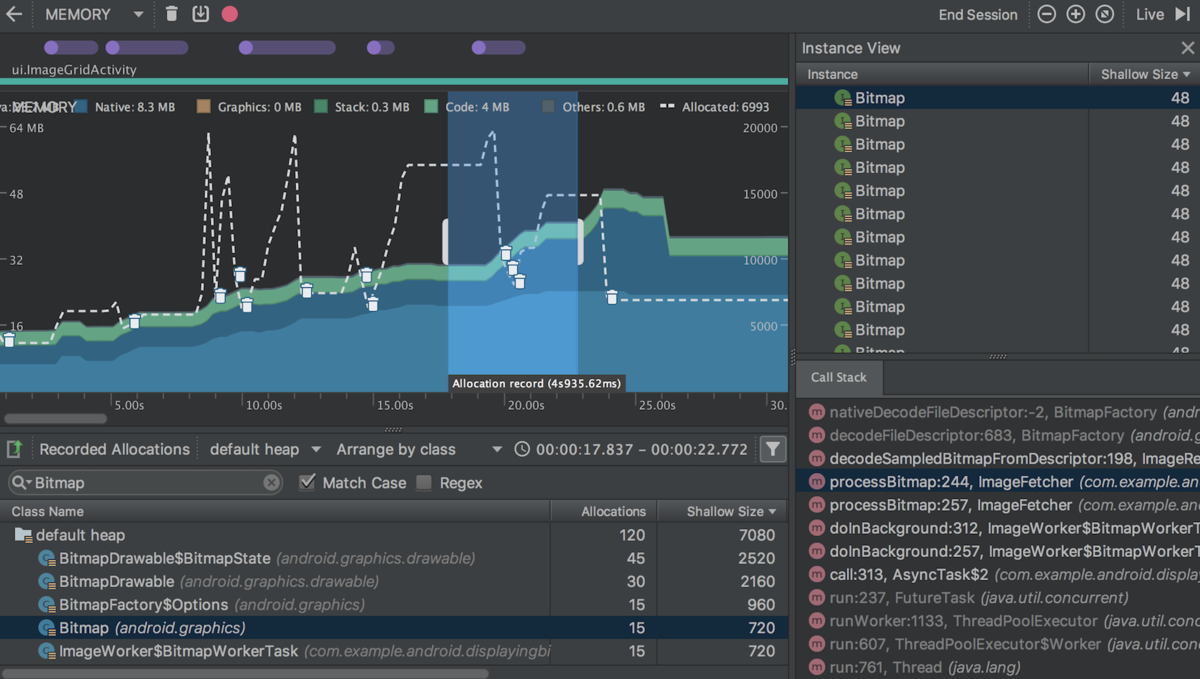 MEMORY
End Session
Live
ui.ImageGridActivity
MEMORY
Native: 8.3 MB
Graphics: 0 MB
Stack: 0.3 MB
Code: 4 MB
Others: 0.6 MB
Allocated: 6993
64 MB
48
32
16
20000
15000
10000
5000
Allocation record (4s935.62ms)
5.00s
10.00s
15.00s
20.00s
25.00s
30.
Recorded Allocations
default heap
Arrange by class
00:00:17.837 - 00:00:22.772
Bitmap
Match Case
Regex
Class Name Allocations Shallow Size
default heap 120 7080
BitmapDrawable$BitmapState (android.graphics.drawable) 45 2520
BitmapDrawable (android.graphics.drawable) 30 2160
BitmapFactory$Options (android.graphics) 15 960
Bitmap (android.graphics) 15 720
ImageWorker$BitmapWorkerTask (com.example.android.displayingbi 15 720
Instance View
Instance Shallow Size
Bitmap 48
Bitmap 48
Bitmap 48
Bitmap 48
Bitmap 48
Bitmap 48
Bitmap 48
Bitmap 48
Bitmap 48
Bitmap 48
Bitmap 48
Bitmap 48
Call Stack
nativeDecodeFileDescriptor:-2, BitmapFactory (andr
decodeFileDescriptor:683, BitmapFactory (android.g
decodeSampledBitmapFromDescriptor:198, ImageRe
processBitmap:244, ImageFetcher (com.example.an
processBitmap:257, ImageFetcher (com.example.an
doInBackground:312, ImageWorker$BitmapWorkerT
doInBackground:257, ImageWorker$BitmapWorkerT
call:313, AsyncTask$2 (com.example.android.display
run:237, FutureTask (java.util.concurrent)
runWorker:1133, ThreadPoolExecutor (java.util.conc
run:607, ThreadPoolExecutor$Worker (java.util.conc
run:761, Thread (java.lang)